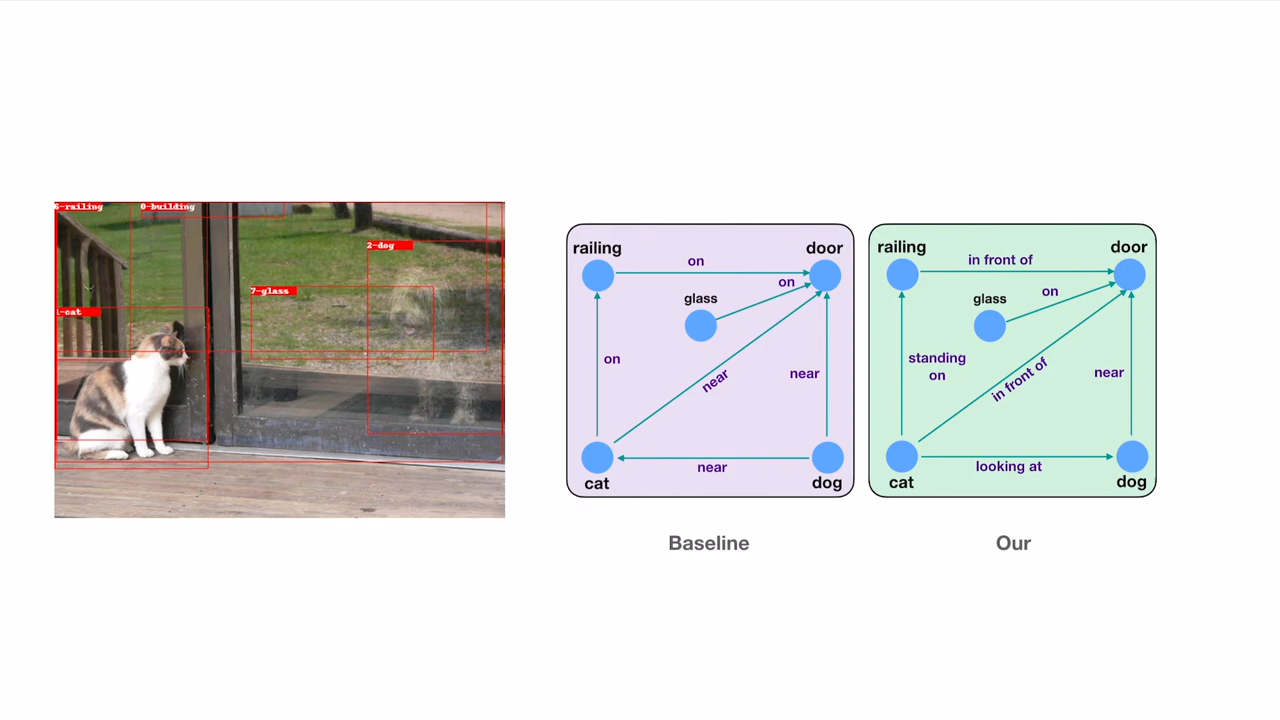 6-railing
0-building
2-dog
7-glass
1-cat
railing
door
on
on
glass
on
near
near
near
cat
dog
Baseline
railing
door
in front of
on
glass
standing
on
in front of
near
looking at
cat
dog
Our